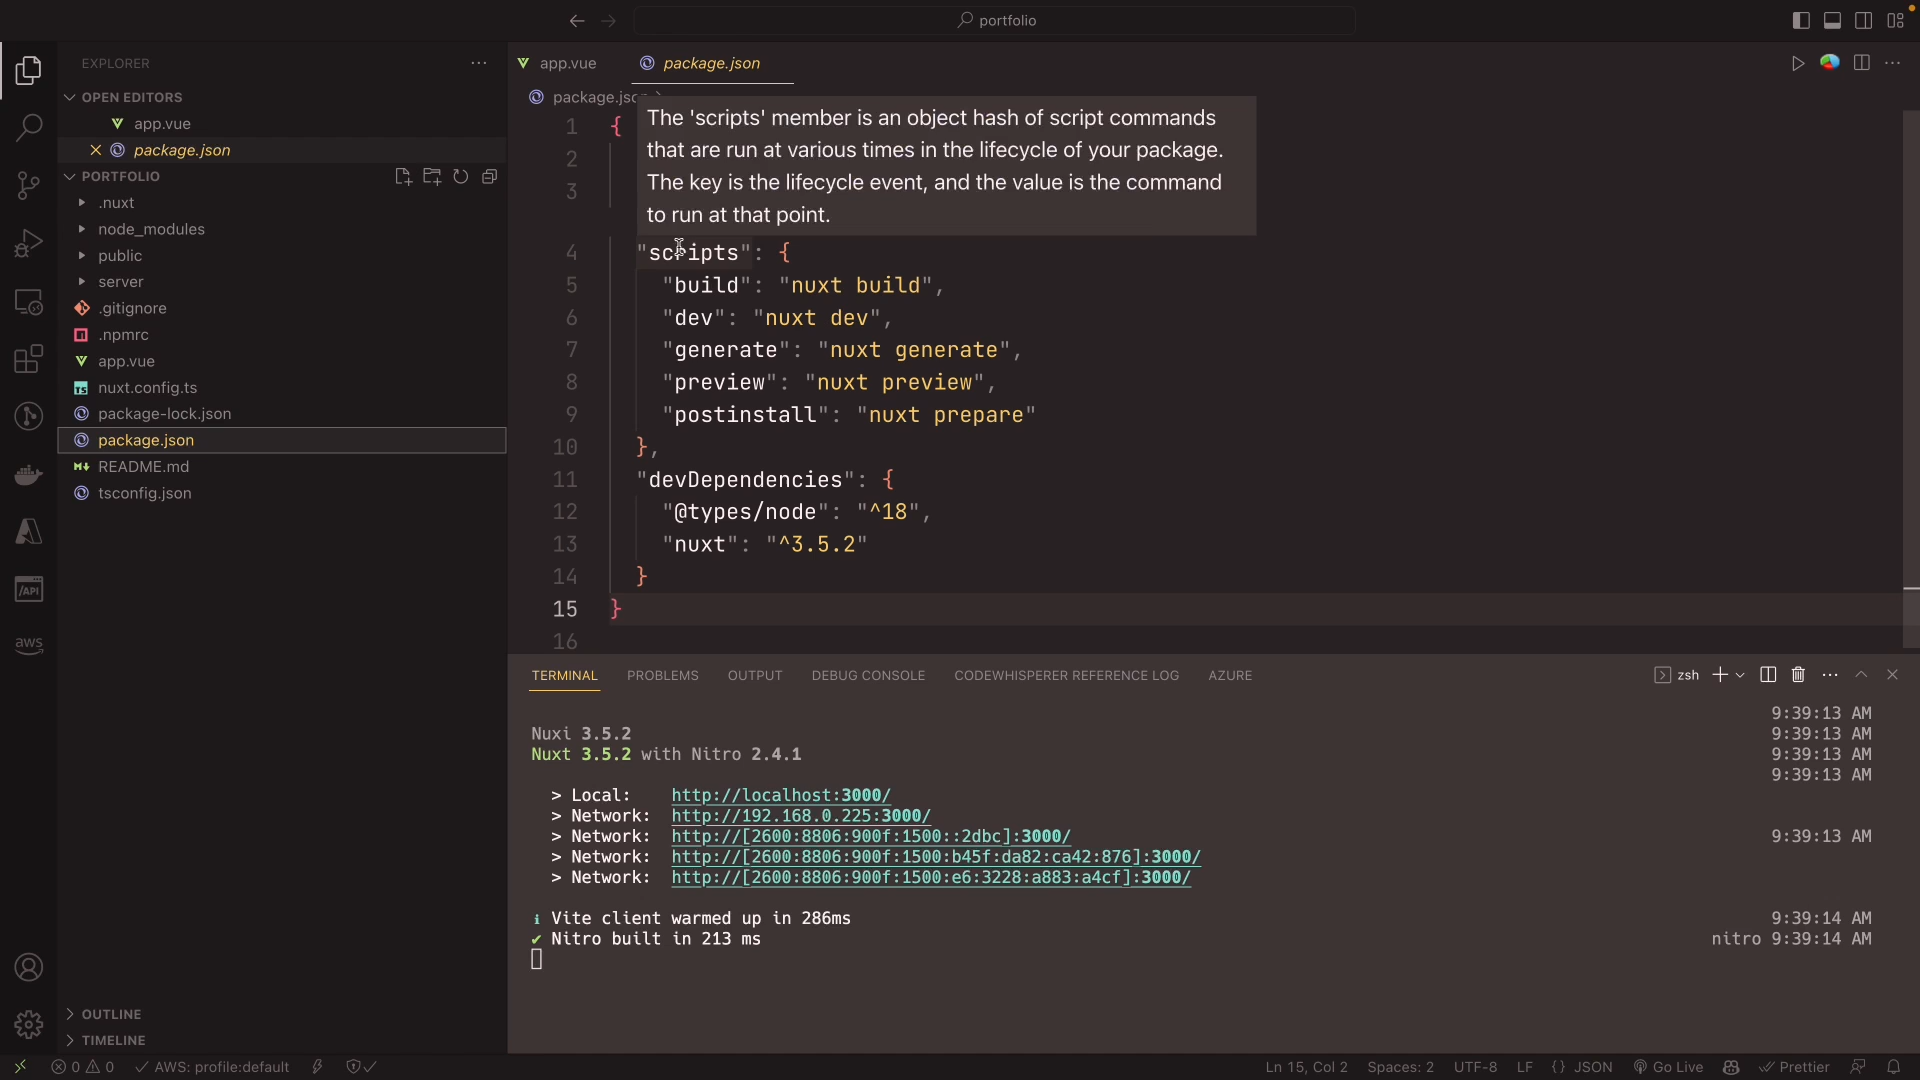 portfolio
EXPLORER
OPEN EDITORS
app.vue
package.json
PORTFOLIO
.nuxt
node_modules
public
server
.gitignore
.npmrc
app.vue
TS nuxt.config.ts
package-lock.json
package.json
README.md
tsconfig.json
OUTLINE
TIMELINE
/API
aws
app.vue
package.json
package.jsc
The 'scripts' member is an object hash of script commands
that are run at various times in the lifecycle of your package.
The key is the lifecycle event, and the value is the command
to run at that point.
1 {
2
3
4 "scripts": {
5 "build": "nuxt build",
6 "dev": "nuxt dev",
7 "generate": "nuxt generate",
8 "preview": "nuxt preview",
9 "postinstall": "nuxt prepare"
10 },
11 "devDependencies": {
12 "@types/node": "^18",
13 "nuxt": "^3.5.2"
14 }
15 }
16
TERMINAL PROBLEMS OUTPUT DEBUG CONSOLE CODEWHISPERER REFERENCE LOG AZURE
zsh
9:39:13 AM
Nuxi 3.5.2 9:39:13 AM
Nuxt 3.5.2 with Nitro 2.4.1 9:39:13 AM
9:39:13 AM
> Local: http://localhost:3000/
> Network: http://192.168.0.225:3000/
> Network: http://[2600:8806:900f:1500::2dbc]:3000/ 9:39:13 AM
> Network: http://[2600:8806:900f:1500:b45f:da82:ca42:876]:3000/
> Network: http://[2600:8806:900f:1500:e6:3228:a883:a4cf]:3000/
i Vite client warmed up in 286ms 9:39:14 AM
✔ Nitro built in 213 ms nitro 9:39:14 AM
0 0 AWS: profile:default Ln 15, Col 2 Spaces: 2 UTF-8 LF {} JSON Go Live Prettier